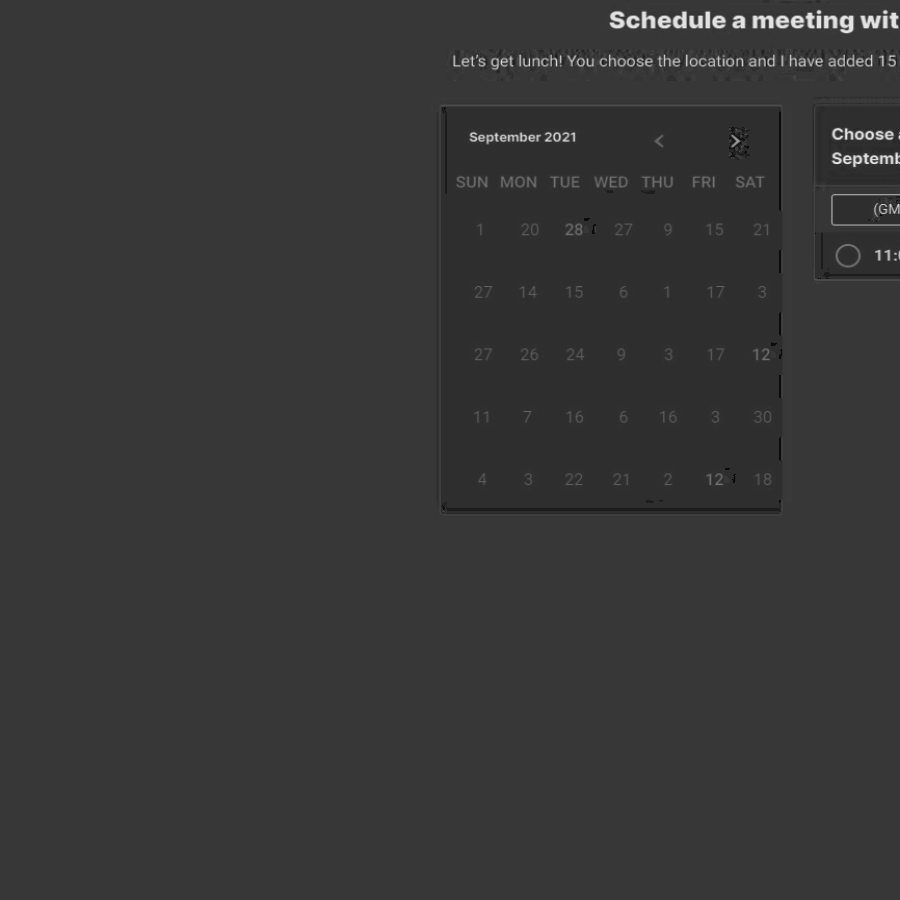 Schedule a meeting wit
Let's get lunch! You choose the location and I have added 15
September 2021
SUN MON TUE WED THU FRI SAT
1 20 28 27 9 15 21
27 14 15 6 1 17 3
27 26 24 9 3 17 12
11 7 16 6 16 3 30
4 3 22 21 2 12 18
Choose
Septemb
(GM
11: